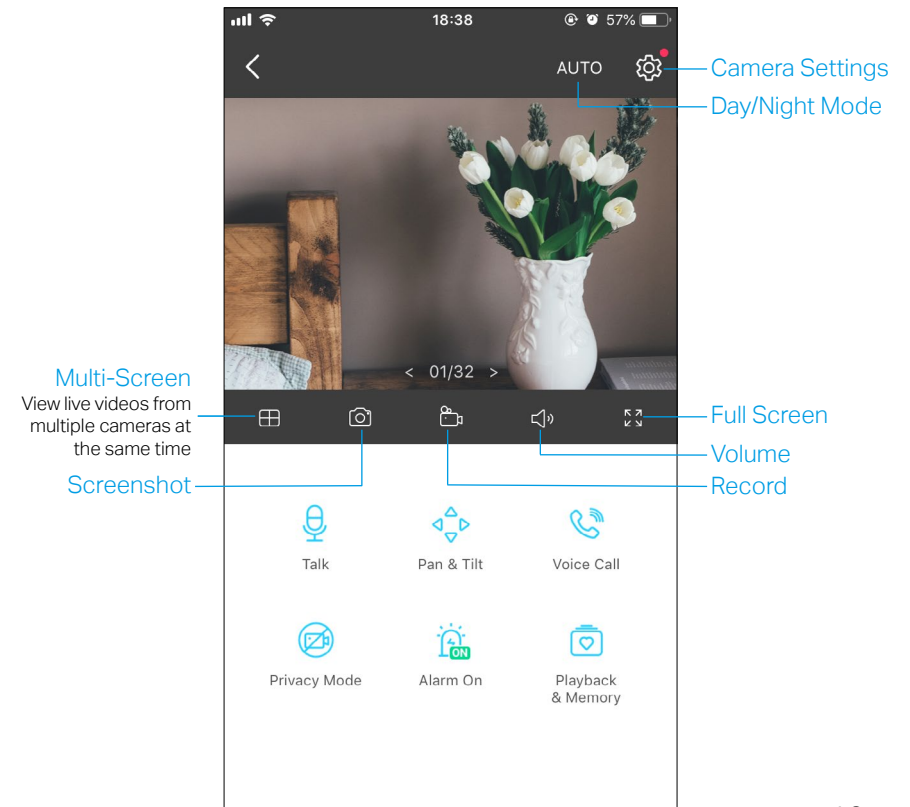 18:38
57%
AUTO
Camera Settings
Day/Night Mode
< 01/32 >
Multi-Screen
View live videos from
multiple cameras at
the same time
Full Screen
Volume
Screenshot
Record
Talk
Pan & Tilt
Voice Call
ON
Privacy Mode
Alarm On
Playback
& Memory